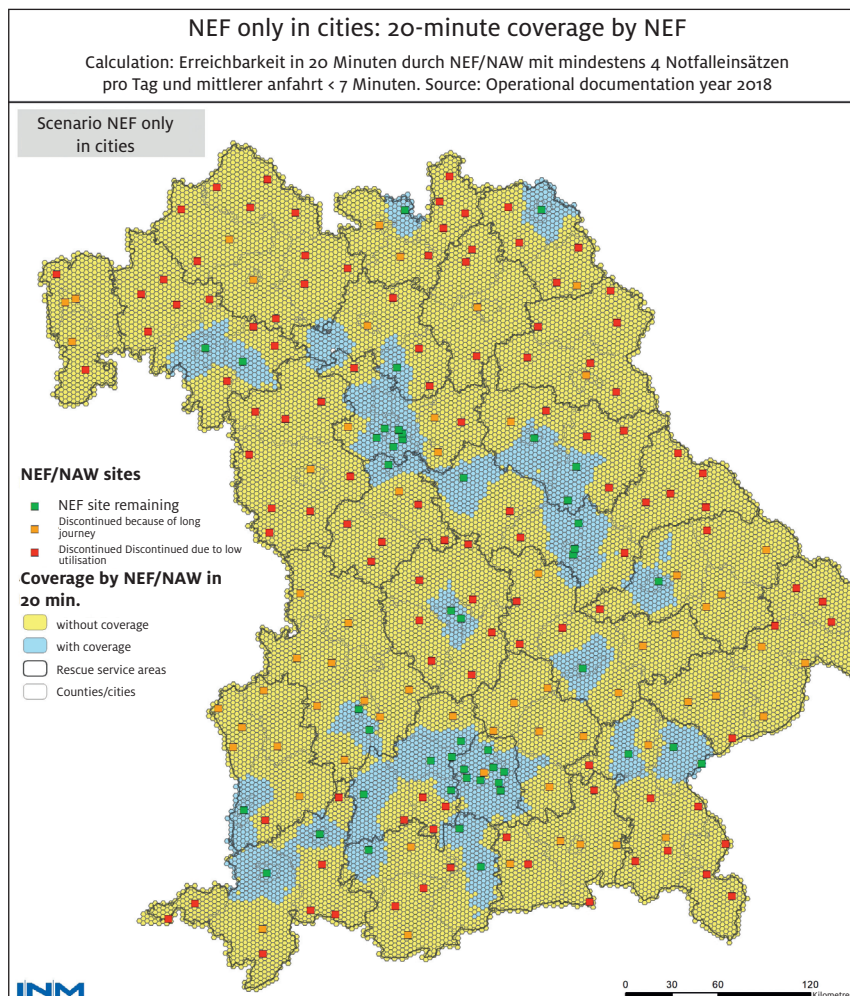 NEF only in cities: 20-minute coverage by NEF
Calculation: Erreichbarkeit in 20 Minuten durch NEF/NAW mit mindestens 4 Notfalleinsätzen
pro Tag und mittlerer anfahrt < 7 Minuten. Source: Operational documentation year 2018
Scenario NEF only
in cities
NEF/NAW sites
NEF site remaining
Discontinued because of long
journey
Discontinued Discontinued due to low
utilisation
Coverage by NEF/NAW in
20 min.
without coverage
with coverage
Rescue service areas
Counties/cities
INM
0 30 60 120
Kilometre